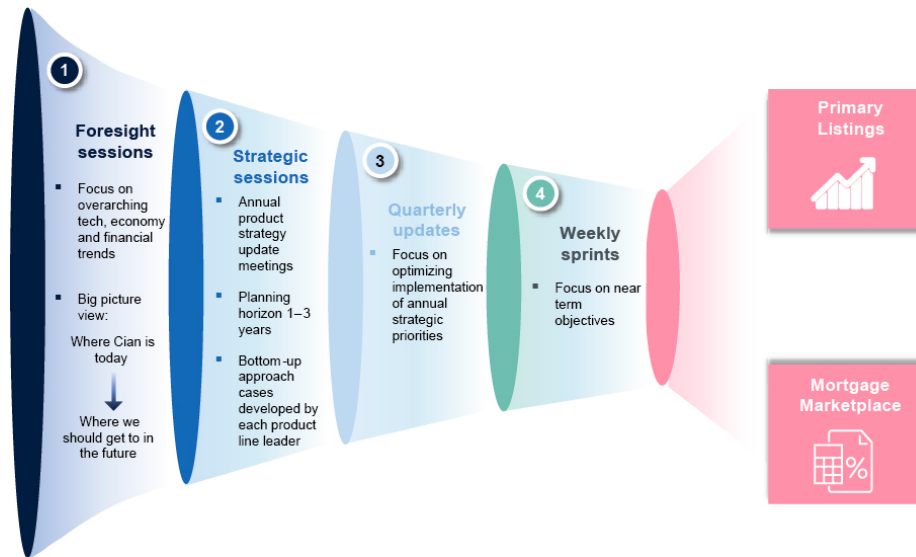 1
Foresight
sessions
▪ Focus on
overarching
tech, economy
and financial
trends
▪ Big picture
view:
Where Cian is
today
Where we
should get to in
the future
2
Strategic
sessions
▪ Annual
product
strategy
update
meetings
▪ Planning
horizon 1–3
years
▪ Bottom-up
approach
cases
developed by
each product
line leader
3
Quarterly
updates
▪ Focus on
optimizing
implementation
of annual
strategic
priorities
4
Weekly
sprints
▪ Focus on near
term
objectives
Primary
Listings
Mortgage
Marketplace
%